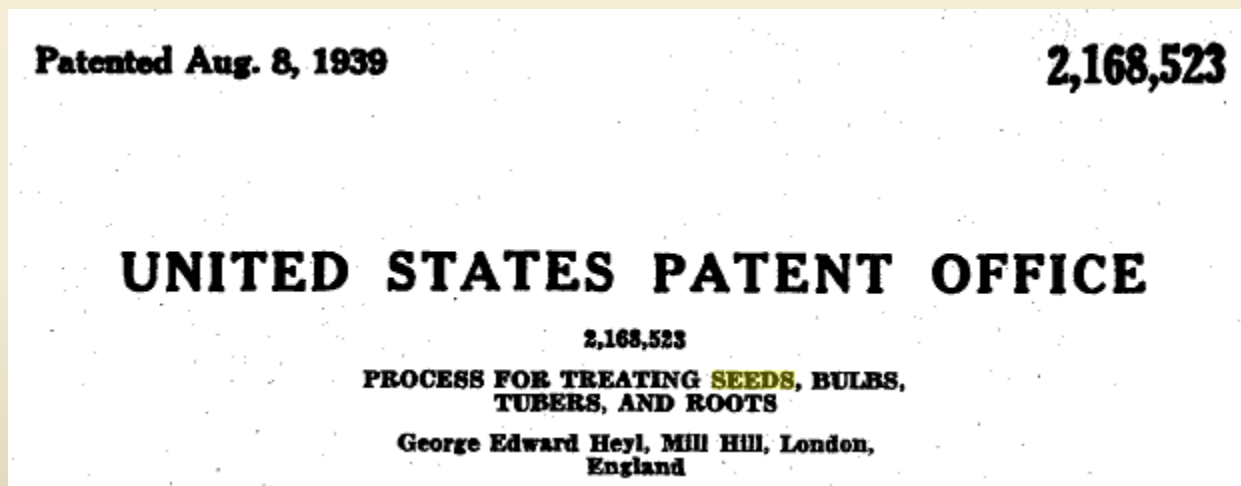 Patented Aug. 8, 1939
2,168,523
UNITED STATES PATENT OFFICE
2,168,523
PROCESS FOR TREATING SEEDS, BULBS,
TUBERS, AND ROOTS
George Edward Heyl, Mill Hill, London,
England